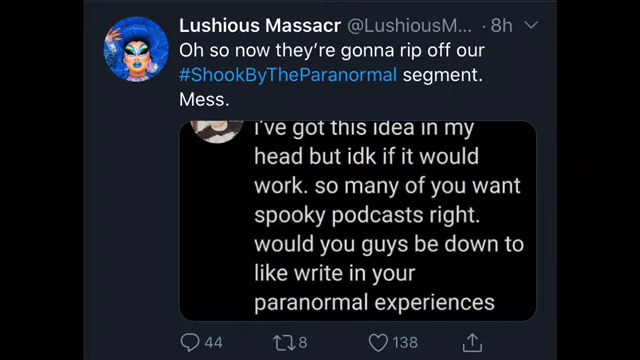 Lushious Massacr @LushiousM... · 8h
Oh so now they're gonna rip off our
#ShookByTheParanormal segment.
Mess.
I've got this idea in my
head but idk if it would
work. so many of you want
spooky podcasts right.
would you guys be down to
like write in your
paranormal experiences
44 8 138